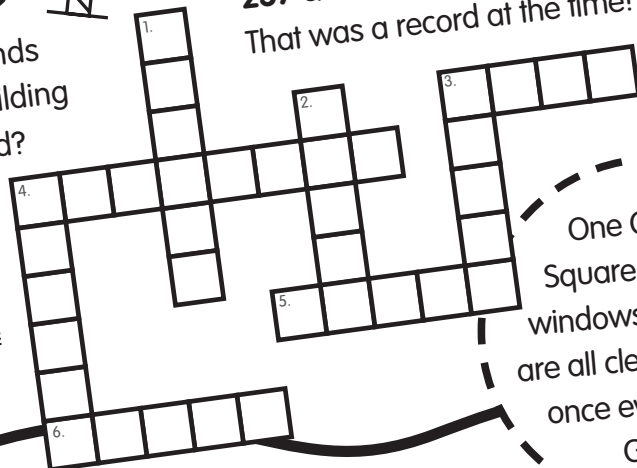 That was a record at the time!
nds
ilding
d?
1.
2.
3.
4.
5.
6.
One
Square
windows
are all cle
once ev